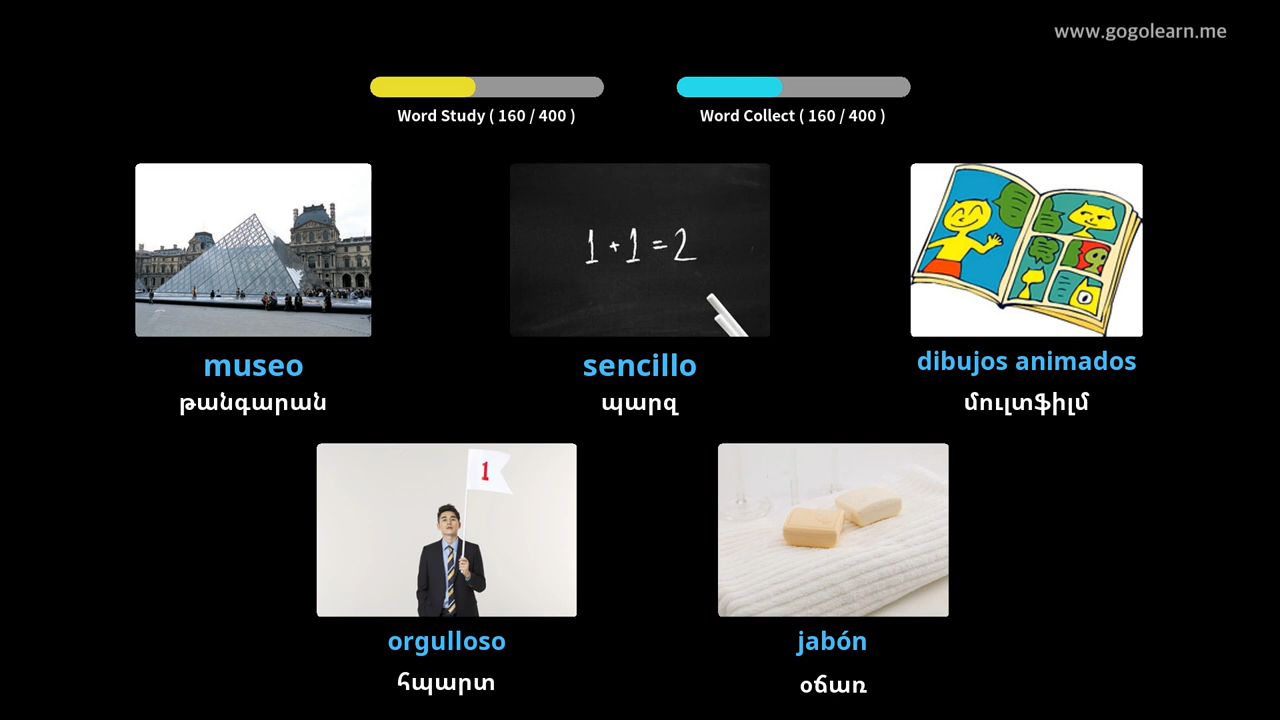 www.gogolearn.me
Word Study ( 160 / 400 )
Word Collect ( 160 / 400 )
1 + 1 = 2
museo
sencillo
dibujos animados
թանգարան
պարզ
մուլտֆիլմ
1
orgulloso
jabón
հպարտ
օճառ